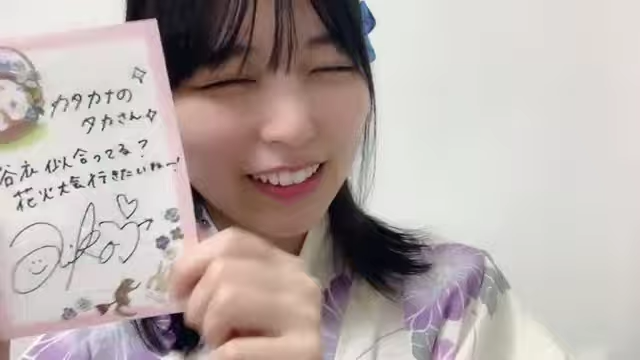 カタカナの
タカさん
浴衣似合ってる?
花火大会行きたいねー!